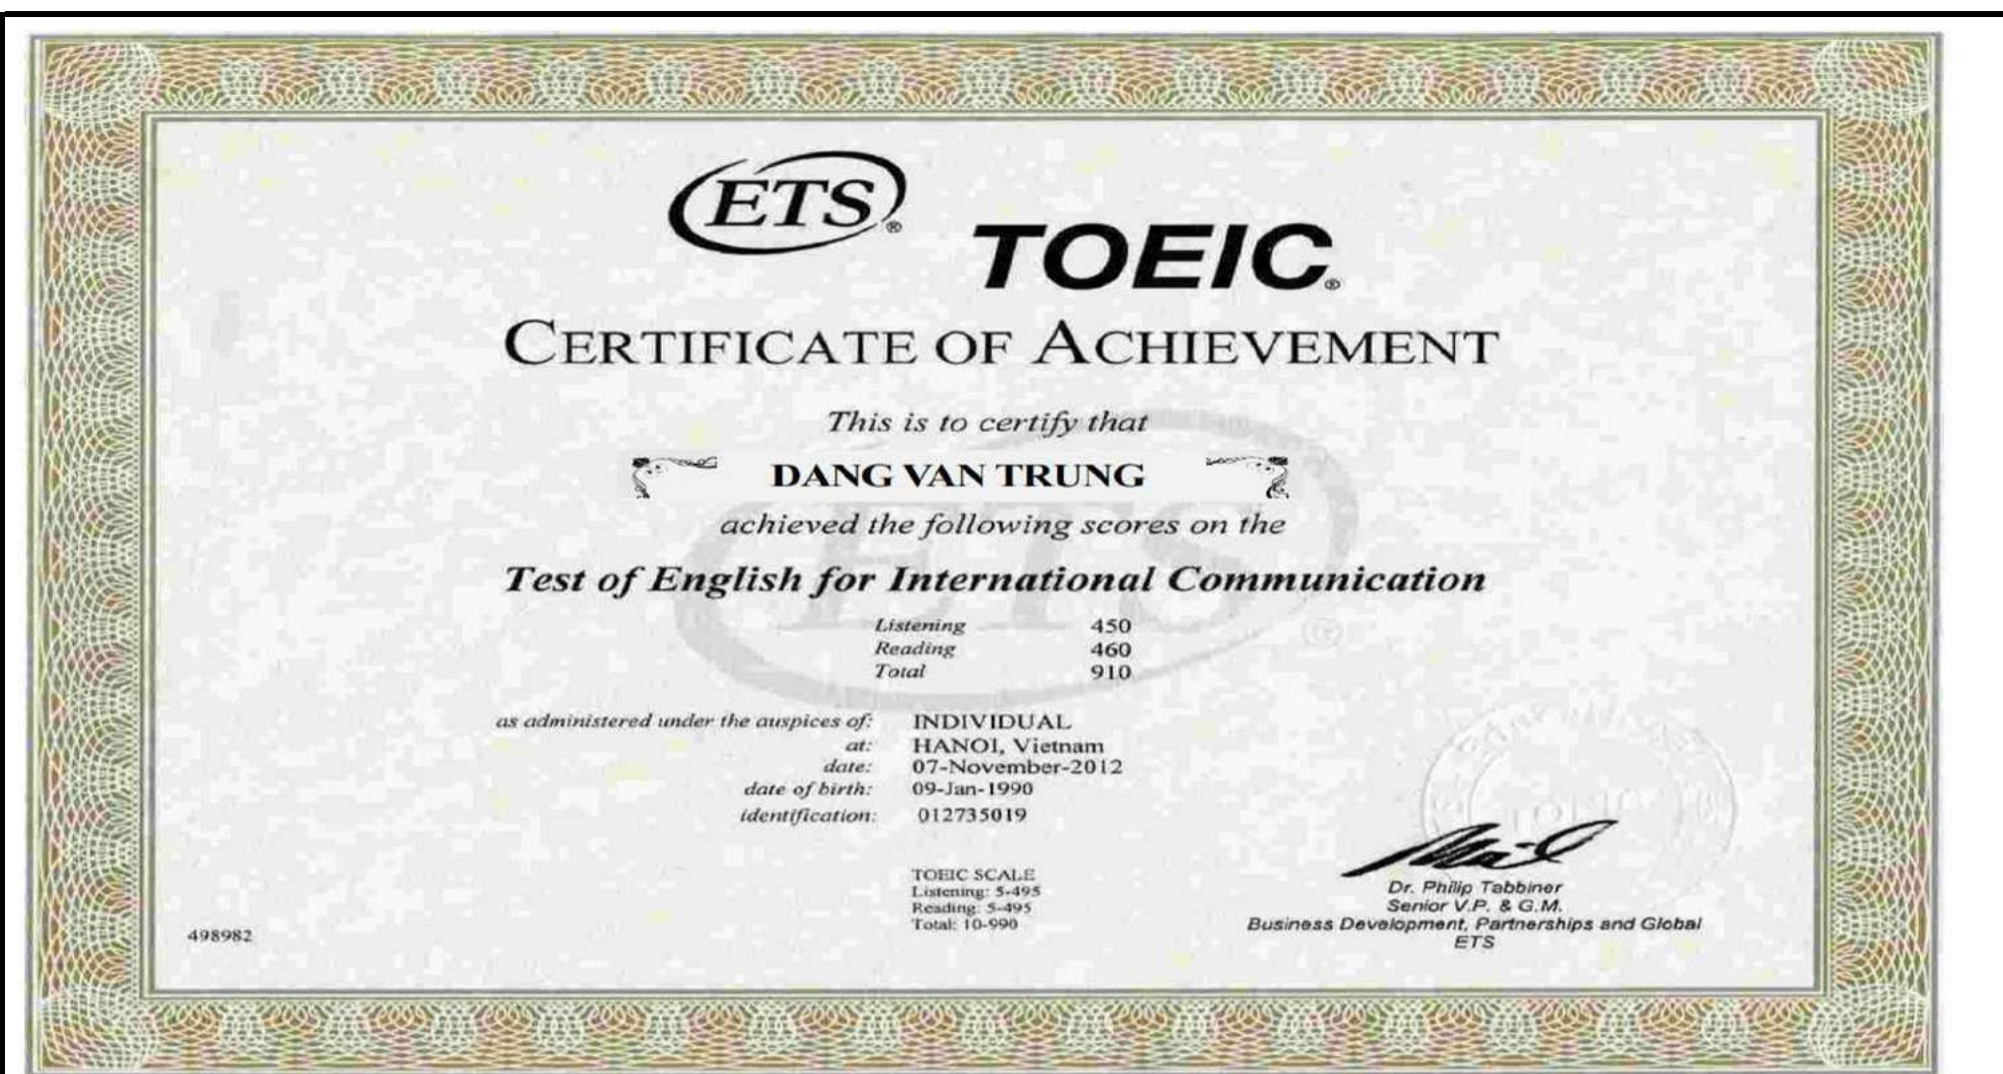 ETS®
TOEIC®
CERTIFICATE OF ACHIEVEMENT
This is to certify that
DANG VAN TRUNG
achieved the following scores on the
Test of English for International Communication
Listening 450
Reading 460
Total 910
as administered under the auspices of: INDIVIDUAL
at: HANOI, Vietnam
date: 07-November-2012
date of birth: 09-Jan-1990
identification: 012735019
TOEIC SCALE
Listening: 5-495
Reading: 5-495
Total: 10-990
498982
Dr. Philip Tabbiner
Senior V.P. & G.M.
Business Development, Partnerships and Global
ETS
ETS®
TOEIC